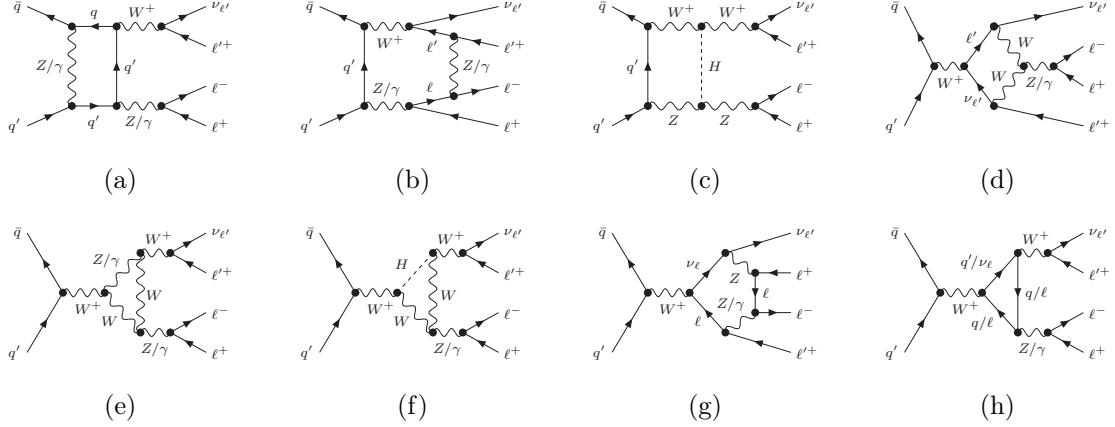 q̄ q W⁺ ν_ℓ′ ℓ′⁺ Z/γ q′ ℓ⁻ ℓ⁺ q′ q′ Z/γ
(a)
q̄ W⁺ ν_ℓ′ ℓ′ ℓ′⁺ q′ Z/γ Z/γ ℓ ℓ⁻ ℓ⁺ q′
(b)
q̄ W⁺ W⁺ ν_ℓ′ ℓ′⁺ q′ H ℓ⁻ ℓ⁺ q′ Z Z
(c)
q̄ ν_ℓ′ ℓ′ W ℓ⁻ W⁺ W Z/γ ℓ⁺ ν_ℓ′ q′ ℓ′⁺
(d)
q̄ W⁺ ν_ℓ′ Z/γ ℓ′⁺ W W⁺ W ℓ⁻ q′ Z/γ ℓ⁺
(e)
q̄ W⁺ ν_ℓ′ H ℓ′⁺ W W⁺ W ℓ⁻ q′ Z/γ ℓ⁺
(f)
q̄ ν_ℓ′ ν_ℓ Z ℓ′⁺ W⁺ ℓ Z/γ ℓ⁻ ℓ q′ ℓ⁺
(g)
q̄ W⁺ ν_ℓ′ q′/ν_ℓ ℓ′⁺ W⁺ q/ℓ q/ℓ ℓ⁻ q′ Z/γ ℓ⁺
(h)